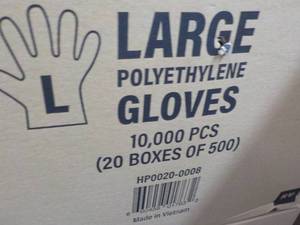 LARGE
L
POLYETHYLENE
GLOVES
10,000 PCS
(20 BOXES OF 500)
HP0020-0008
Made in Vietnam